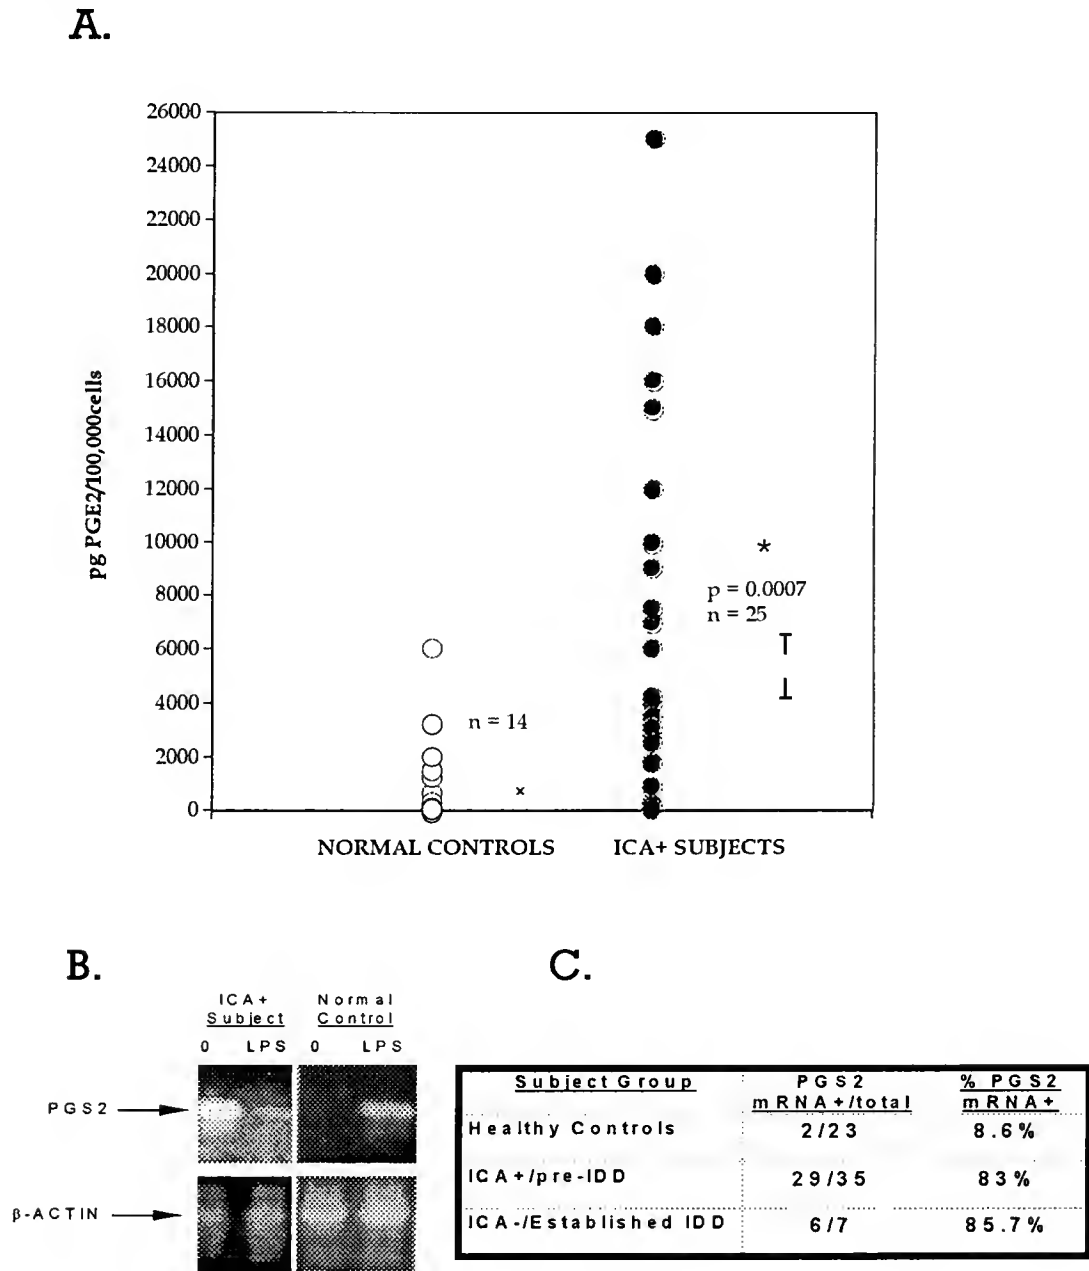 A.
26000
24000
22000
20000
18000
16000
14000
12000
10000
8000
6000
4000
2000
0
pg PGE2/100,000cells
*
p = 0.0007
n = 25
n = 14
×
NORMAL CONTROLS ICA+ SUBJECTS
B.
ICA+ Normal
Subject Control
0 LPS 0 LPS
PGS2
β-ACTIN
C.
Subject Group PGS2 % PGS2
mRNA+/total mRNA+
Healthy Controls 2/23 8.6%
ICA+/pre-IDD 29/35 83%
ICA-/Established IDD 6/7 85.7%